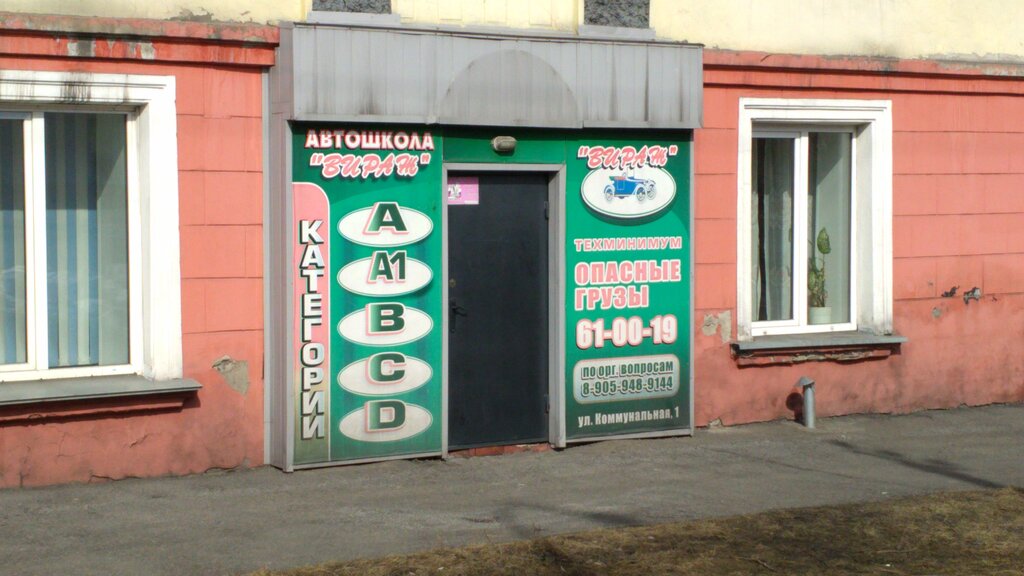 АВТОШКОЛА
"ВИРАЖ"
КАТЕГОРИИ
A
A1
B
C
D
"ВИРАЖ"
ТЕХМИНИМУМ
ОПАСНЫЕ
ГРУЗЫ
61-00-19
по орг. вопросам
8-905-948-9144
ул. Коммунальная, 1